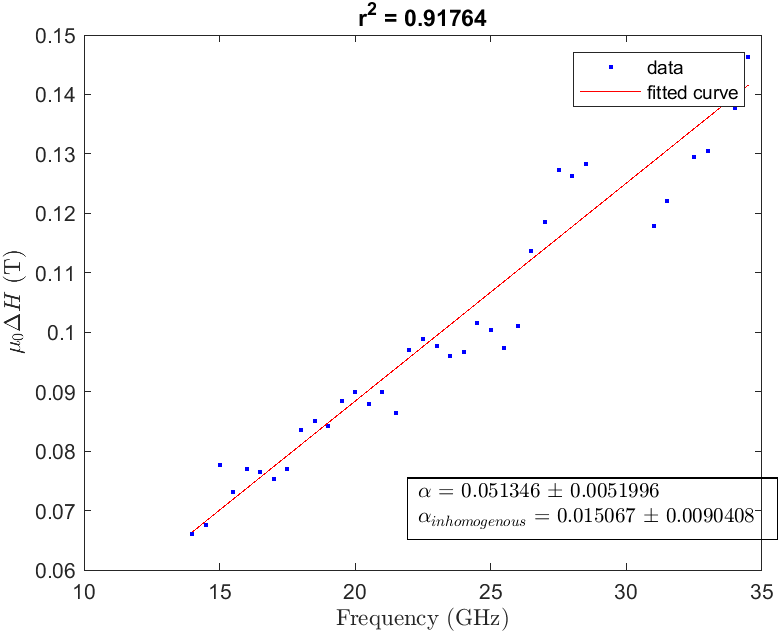 r² = 0.91764
0.15
data
fitted curve
0.14
0.13
0.12
0.11
μ₀ΔH (T)
0.1
0.09
0.08
α = 0.051346 ± 0.0051996
α_inhomogenous = 0.015067 ± 0.0090408
0.07
0.06
10 15 20 25 30 35
Frequency (GHz)